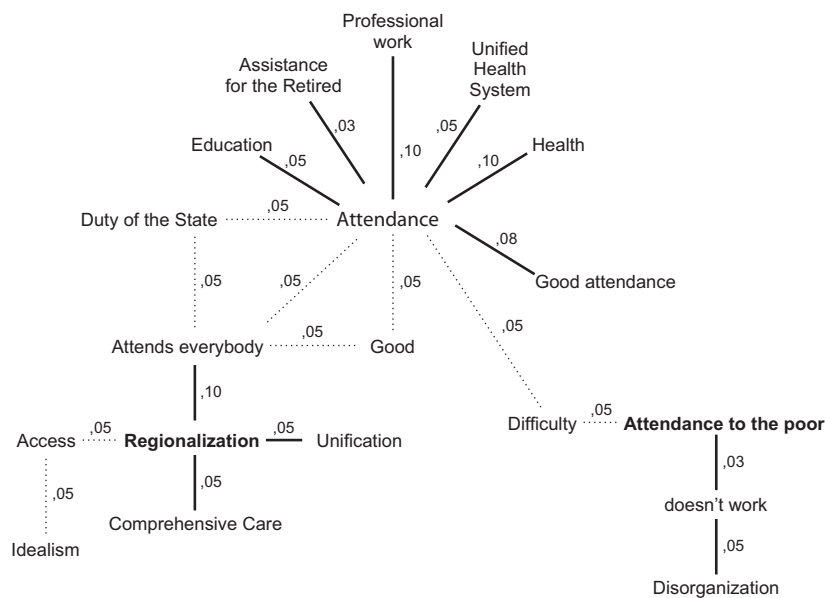 Professional
work
Unified
Health
System
Assistance
for the Retired
,03
,05
,10
Education
,05
,10
Health
Duty of the State
,05
Attendance
,08
Good attendance
,05
,05
,05
,05
Attends everybody
,05
Good
,10
Difficulty
,05
Attendance to the poor
Access
,05
Regionalization
,05
Unification
,03
,05
,05
doesn't work
Comprehensive Care
,05
Idealism
Disorganization